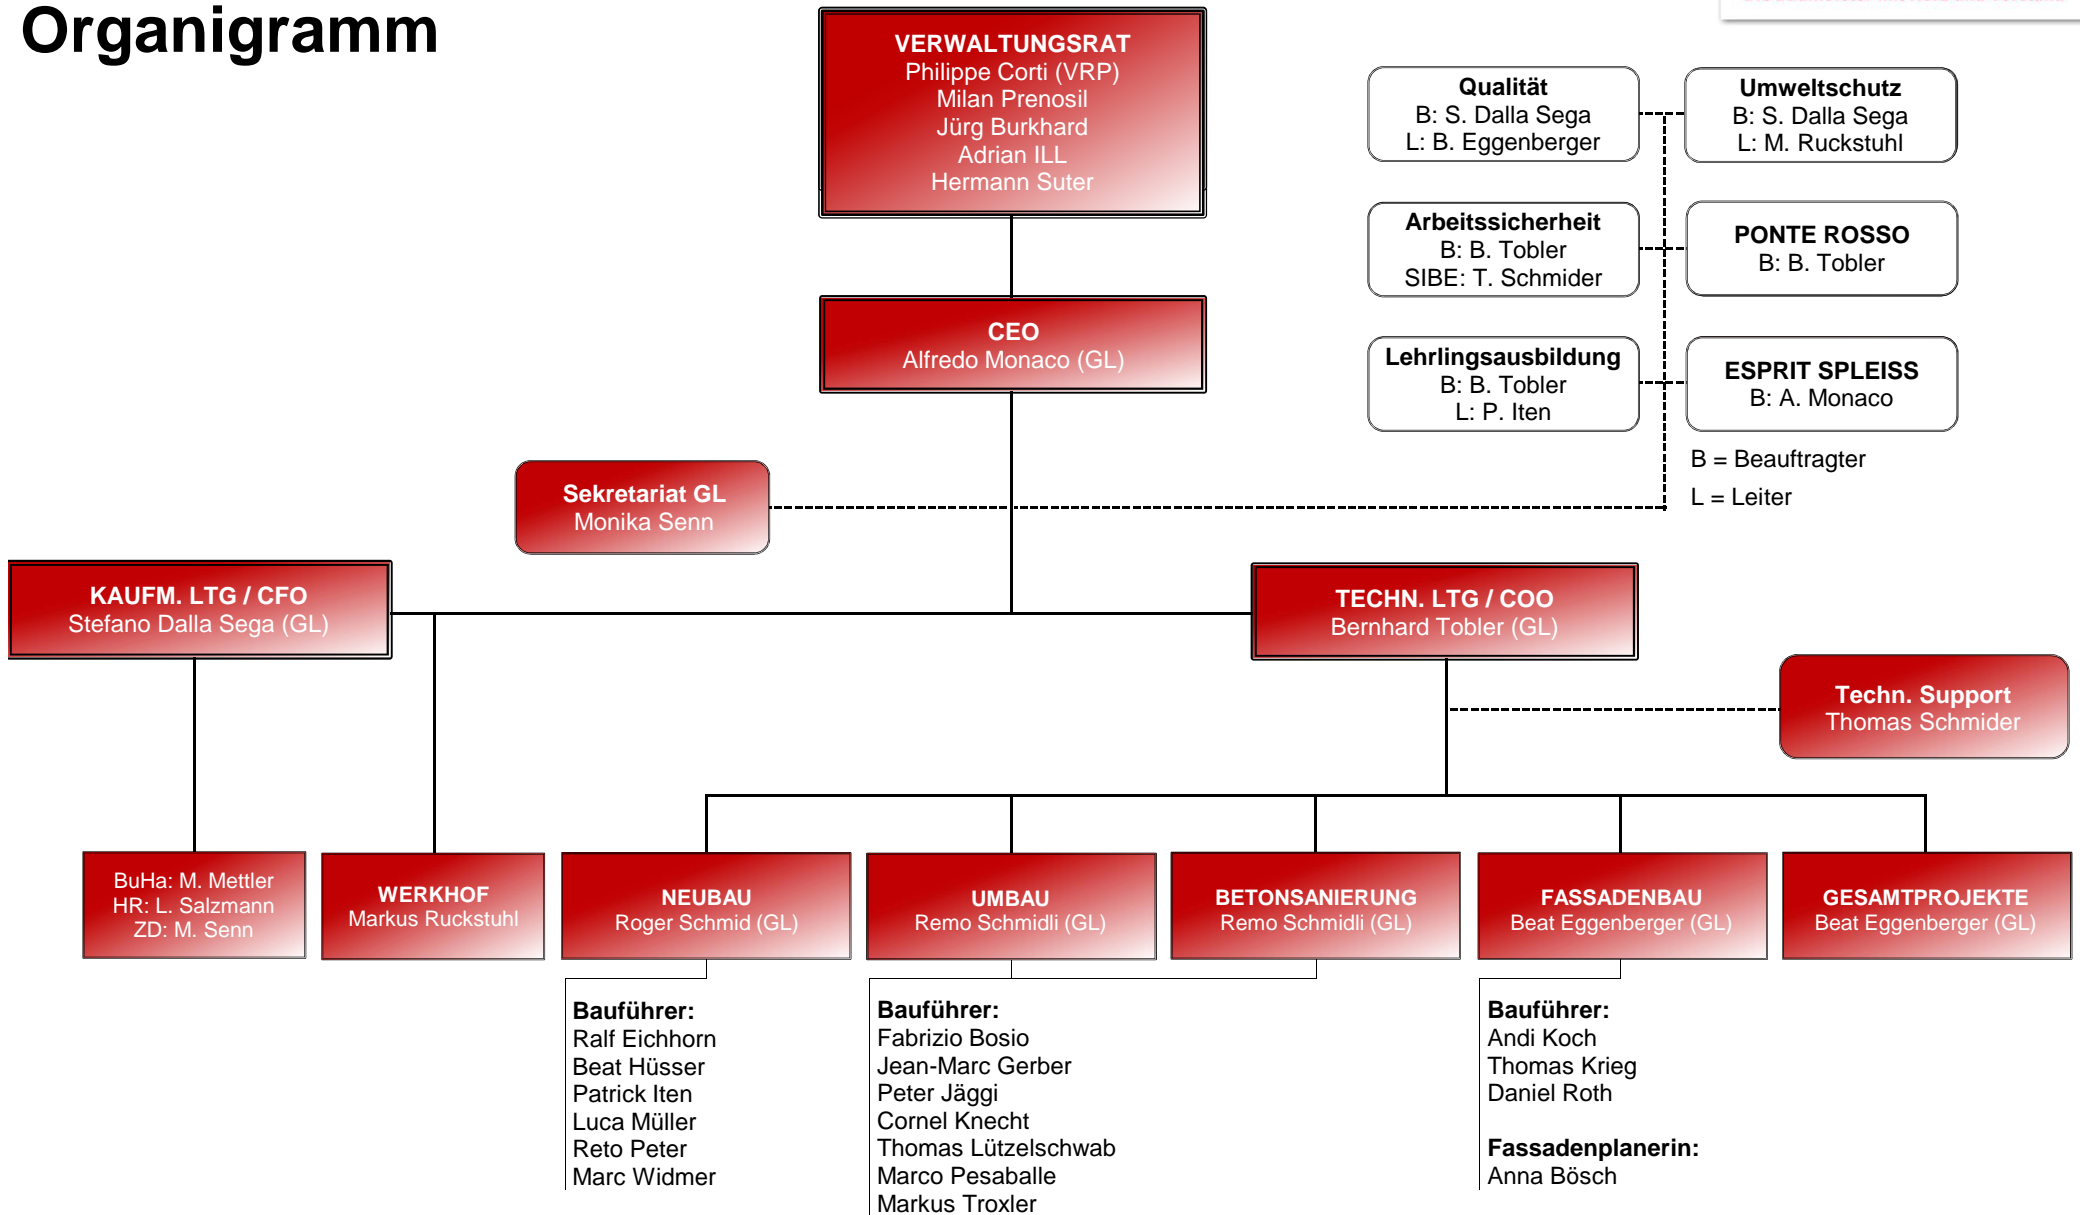 Organigramm
VERWALTUNGSRAT
Philippe Corti (VRP)
Milan Prenosil
Jürg Burkhard
Adrian ILL
Hermann Suter
Qualität
B: S. Dalla Sega
L: B. Eggenberger
Umweltschutz
B: S. Dalla Sega
L: M. Ruckstuhl
Arbeitssicherheit
B: B. Tobler
SIBE: T. Schmider
PONTE ROSSO
B: B. Tobler
CEO
Alfredo Monaco (GL)
Lehrlingsausbildung
B: B. Tobler
L: P. Iten
ESPRIT SPLEISS
B: A. Monaco
B = Beauftragter
L = Leiter
Sekretariat GL
Monika Senn
KAUFM. LTG / CFO
Stefano Dalla Sega (GL)
TECHN. LTG / COO
Bernhard Tobler (GL)
Techn. Support
Thomas Schmider
BuHa: M. Mettler
HR: L. Salzmann
ZD: M. Senn
WERKHOF
Markus Ruckstuhl
NEUBAU
Roger Schmid (GL)
UMBAU
Remo Schmidli (GL)
BETONSANIERUNG
Remo Schmidli (GL)
FASSADENBAU
Beat Eggenberger (GL)
GESAMTPROJEKTE
Beat Eggenberger (GL)
Bauführer:
Ralf Eichhorn
Beat Hüsser
Patrick Iten
Luca Müller
Reto Peter
Marc Widmer
Bauführer:
Fabrizio Bosio
Jean-Marc Gerber
Peter Jäggi
Cornel Knecht
Thomas Lützelschwab
Marco Pesaballe
Markus Troxler
Bauführer:
Andi Koch
Thomas Krieg
Daniel Roth
Fassadenplanerin:
Anna Bösch